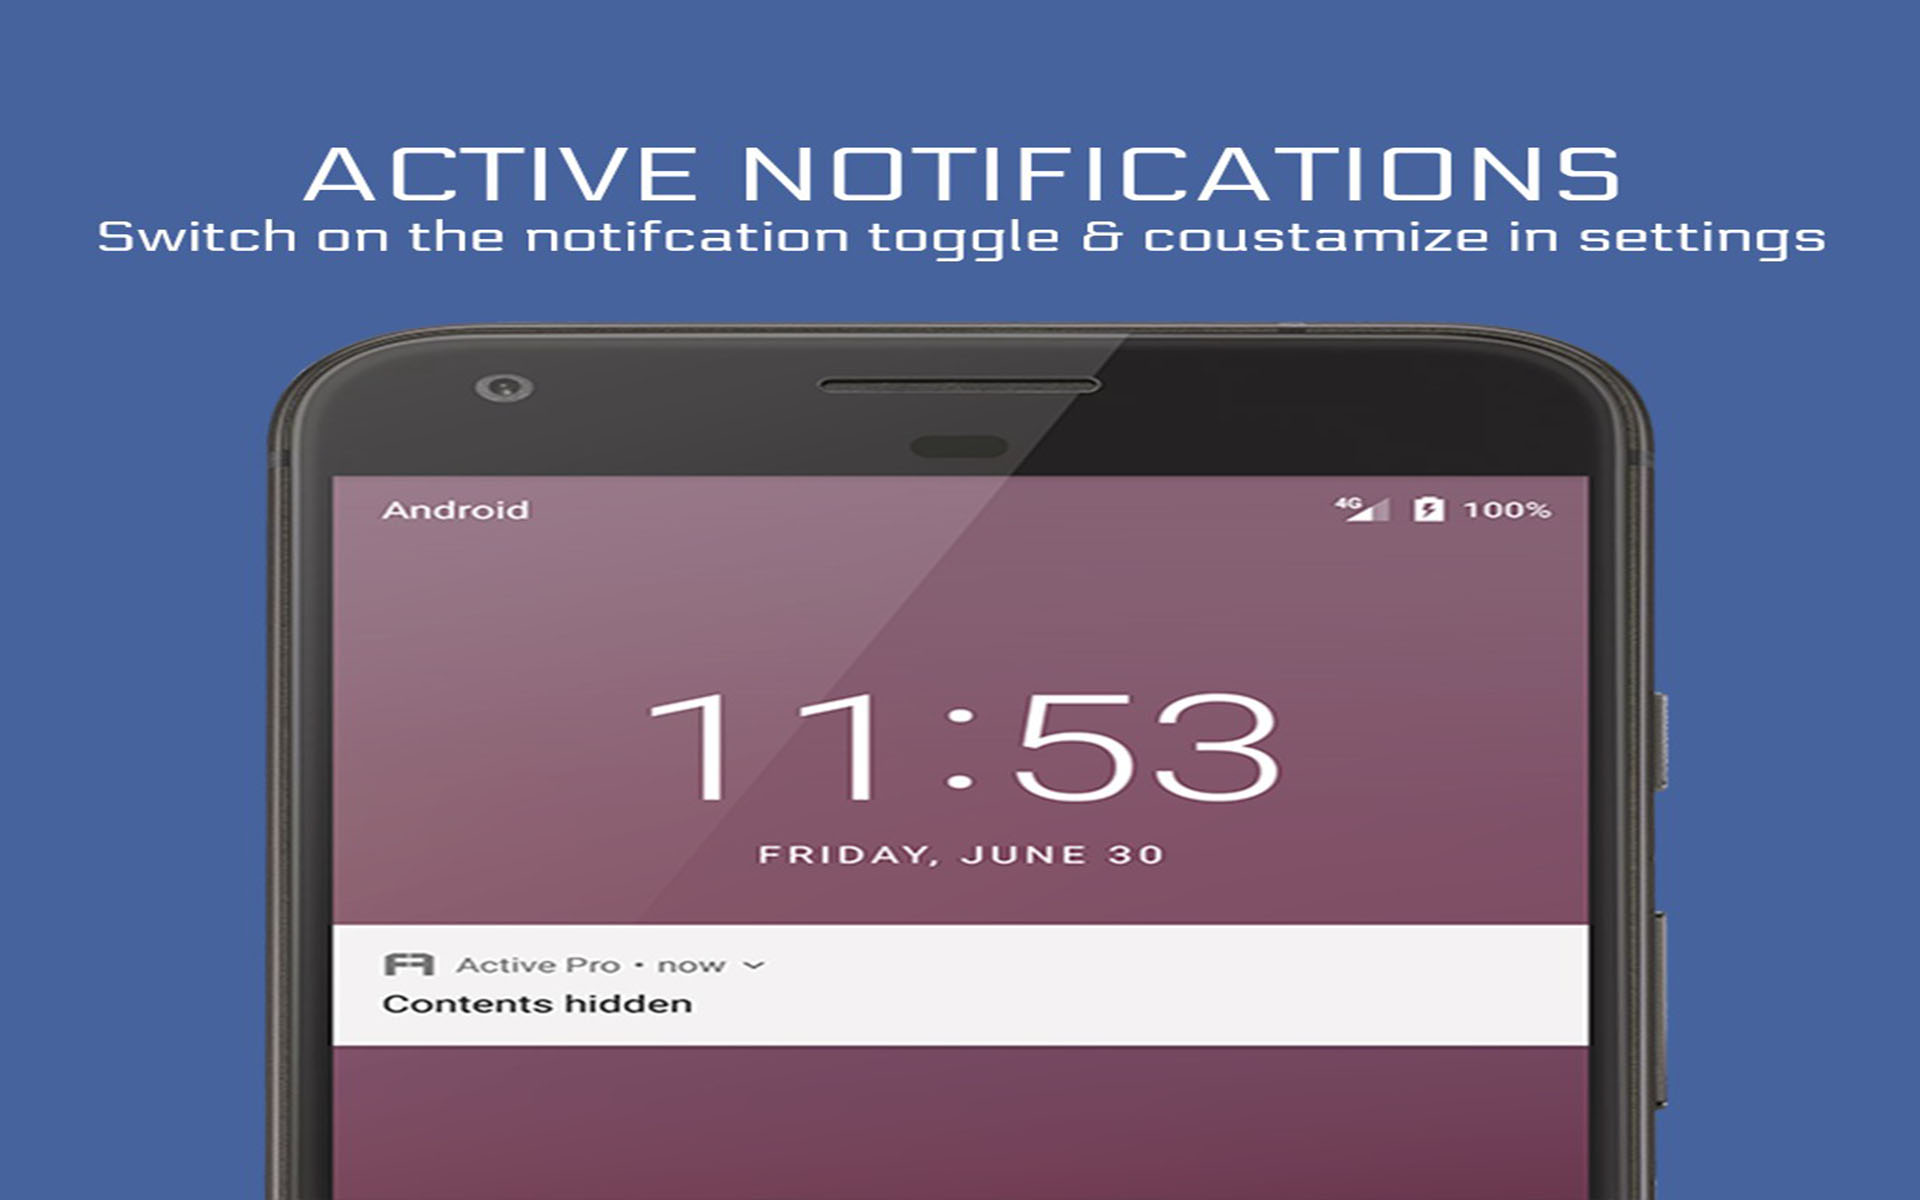 ACTIVE NOTIFICATIONS
Switch on the notifcation toggle & coustamize in settings
Android 4G 100%
11:53
FRIDAY, JUNE 30
Active Pro • now
Contents hidden